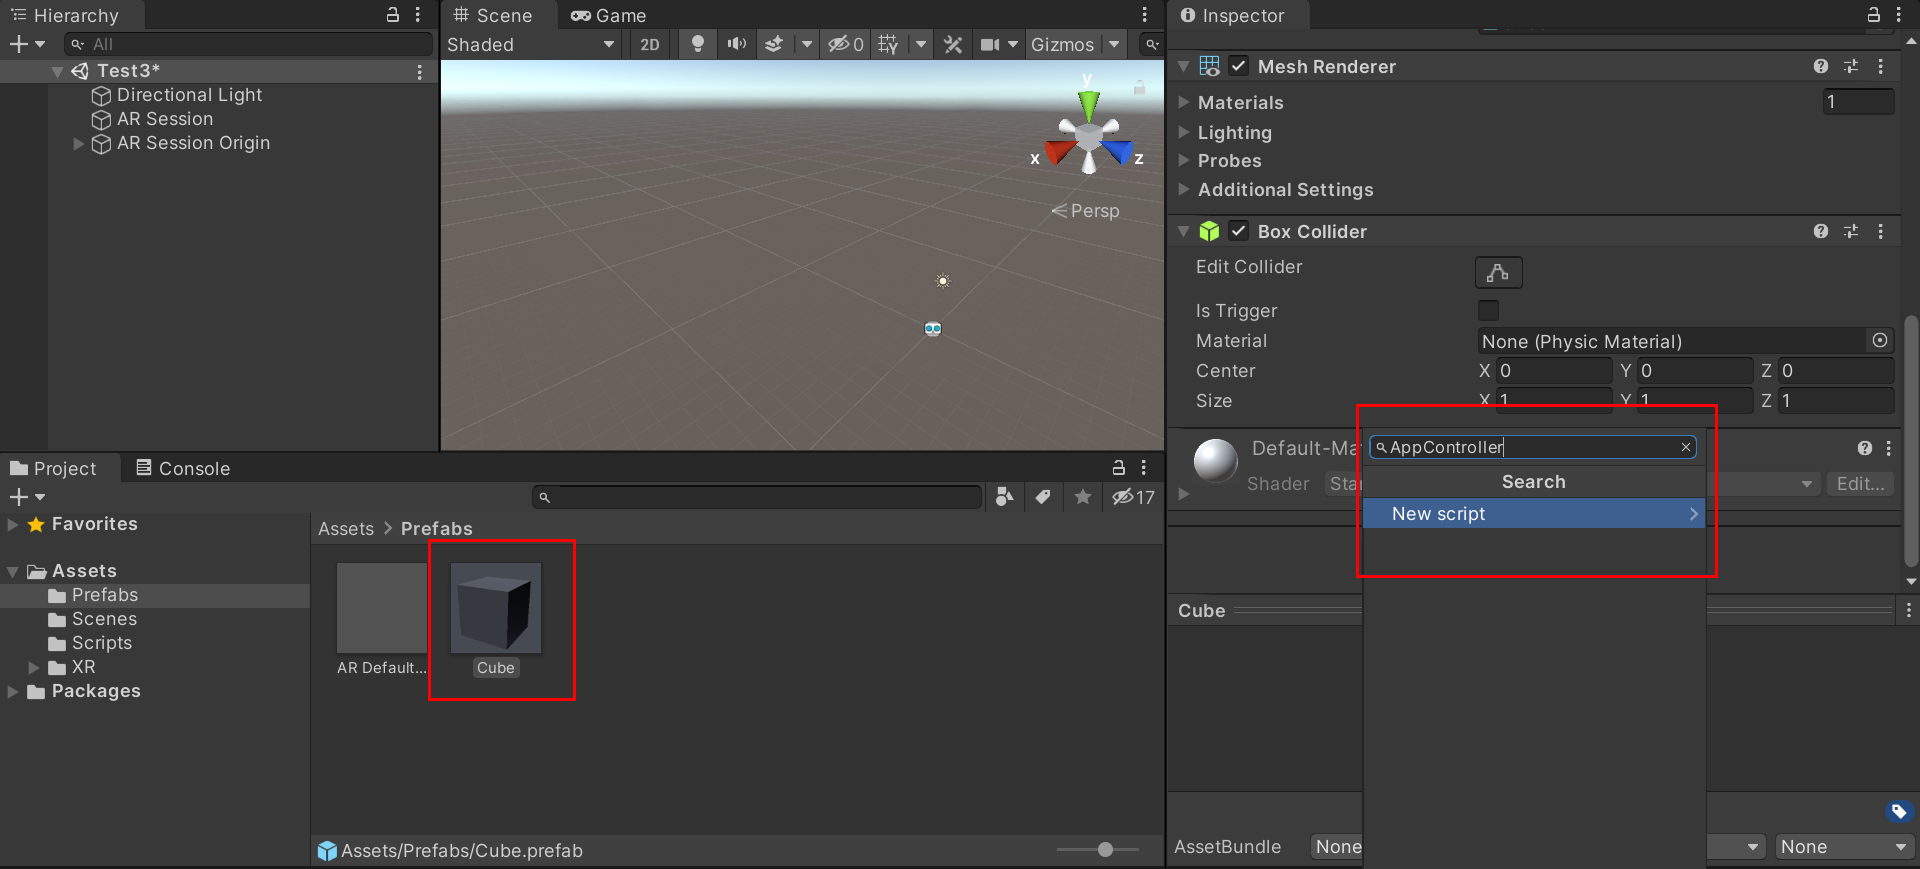 Hierarchy
All
Test3*
Directional Light
AR Session
AR Session Origin
Scene
Game
Shaded
2D
0
Gizmos
y
x
z
Persp
Project
Console
17
Favorites
Assets
Prefabs
Scenes
Scripts
XR
Packages
Assets > Prefabs
AR Default...
Cube
Assets/Prefabs/Cube.prefab
Inspector
Mesh Renderer
Materials
1
Lighting
Probes
Additional Settings
Box Collider
Edit Collider
Is Trigger
Material
None (Physic Material)
Center
X 0
Y 0
Z 0
Size
X 1
Y 1
Z 1
Default-Ma
Shader
Sta
Edit...
AppController
Search
New script
Cube
AssetBundle
None
None